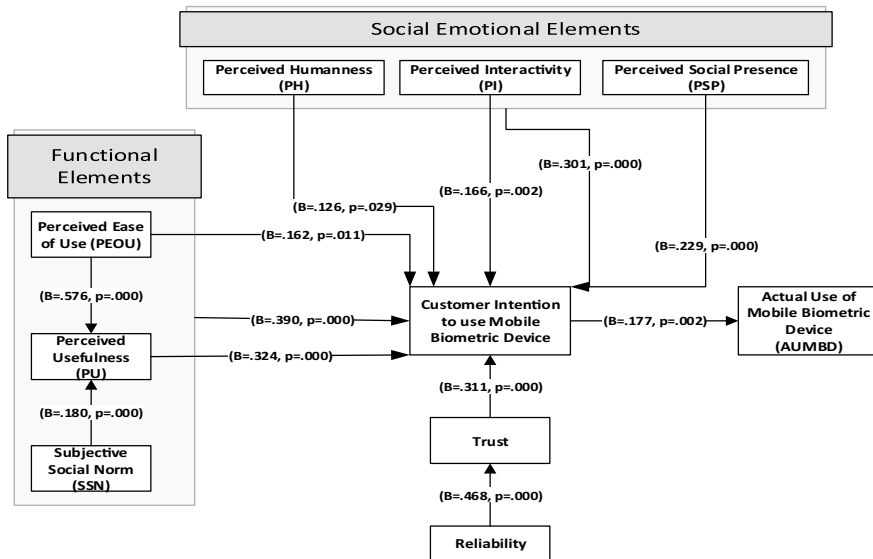 Social Emotional Elements
Perceived Humanness
(PH)
Perceived Interactivity
(PI)
Perceived Social Presence
(PSP)
Functional
Elements
(B=.301, p=.000)
(B=.166, p=.002)
(B=.126, p=.029)
Perceived Ease
of Use (PEOU)
(B=.162, p=.011)
(B=.229, p=.000)
(B=.576, p=.000)
Customer Intention
to use Mobile
Biometric Device
Actual Use of
Mobile Biometric
Device
(AUMBD)
(B=.390, p=.000)
(B=.177, p=.002)
Perceived
Usefulness
(PU)
(B=.324, p=.000)
(B=.311, p=.000)
(B=.180, p=.000)
Trust
Subjective
Social Norm
(SSN)
(B=.468, p=.000)
Reliability